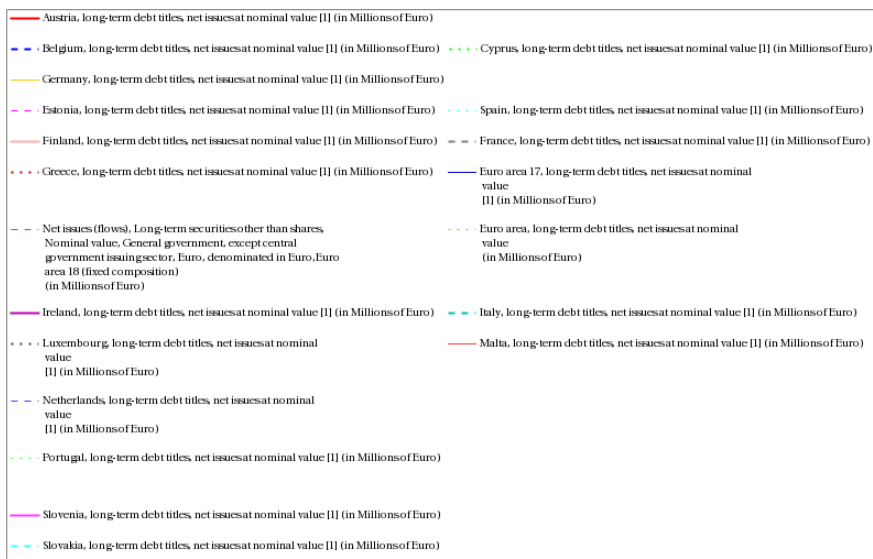 Austria, long-term debt titles, net issues at nominal value [1] (in Millions of Euro)
Belgium, long-term debt titles, net issues at nominal value [1] (in Millions of Euro)
Cyprus, long-term debt titles, net issues at nominal value [1] (in Millions of Euro)
Germany, long-term debt titles, net issues at nominal value [1] (in Millions of Euro)
Estonia, long-term debt titles, net issues at nominal value [1] (in Millions of Euro)
Spain, long-term debt titles, net issues at nominal value [1] (in Millions of Euro)
Finland, long-term debt titles, net issues at nominal value [1] (in Millions of Euro)
France, long-term debt titles, net issues at nominal value [1] (in Millions of Euro)
Greece, long-term debt titles, net issues at nominal value [1] (in Millions of Euro)
Euro area 17, long-term debt titles, net issues at nominal
value
[1] (in Millions of Euro)
Net issues (flows), Long-term securities other than shares,
Nominal value, General government, except central
government issuing sector, Euro, denominated in Euro, Euro
area 18 (fixed composition)
(in Millions of Euro)
Euro area, long-term debt titles, net issues at nominal
value
(in Millions of Euro)
Ireland, long-term debt titles, net issues at nominal value [1] (in Millions of Euro)
Italy, long-term debt titles, net issues at nominal value [1] (in Millions of Euro)
Luxembourg, long-term debt titles, net issues at nominal
value
[1] (in Millions of Euro)
Malta, long-term debt titles, net issues at nominal value [1] (in Millions of Euro)
Netherlands, long-term debt titles, net issues at nominal
value
[1] (in Millions of Euro)
Portugal, long-term debt titles, net issues at nominal value [1] (in Millions of Euro)
Slovenia, long-term debt titles, net issues at nominal value [1] (in Millions of Euro)
Slovakia, long-term debt titles, net issues at nominal value [1] (in Millions of Euro)